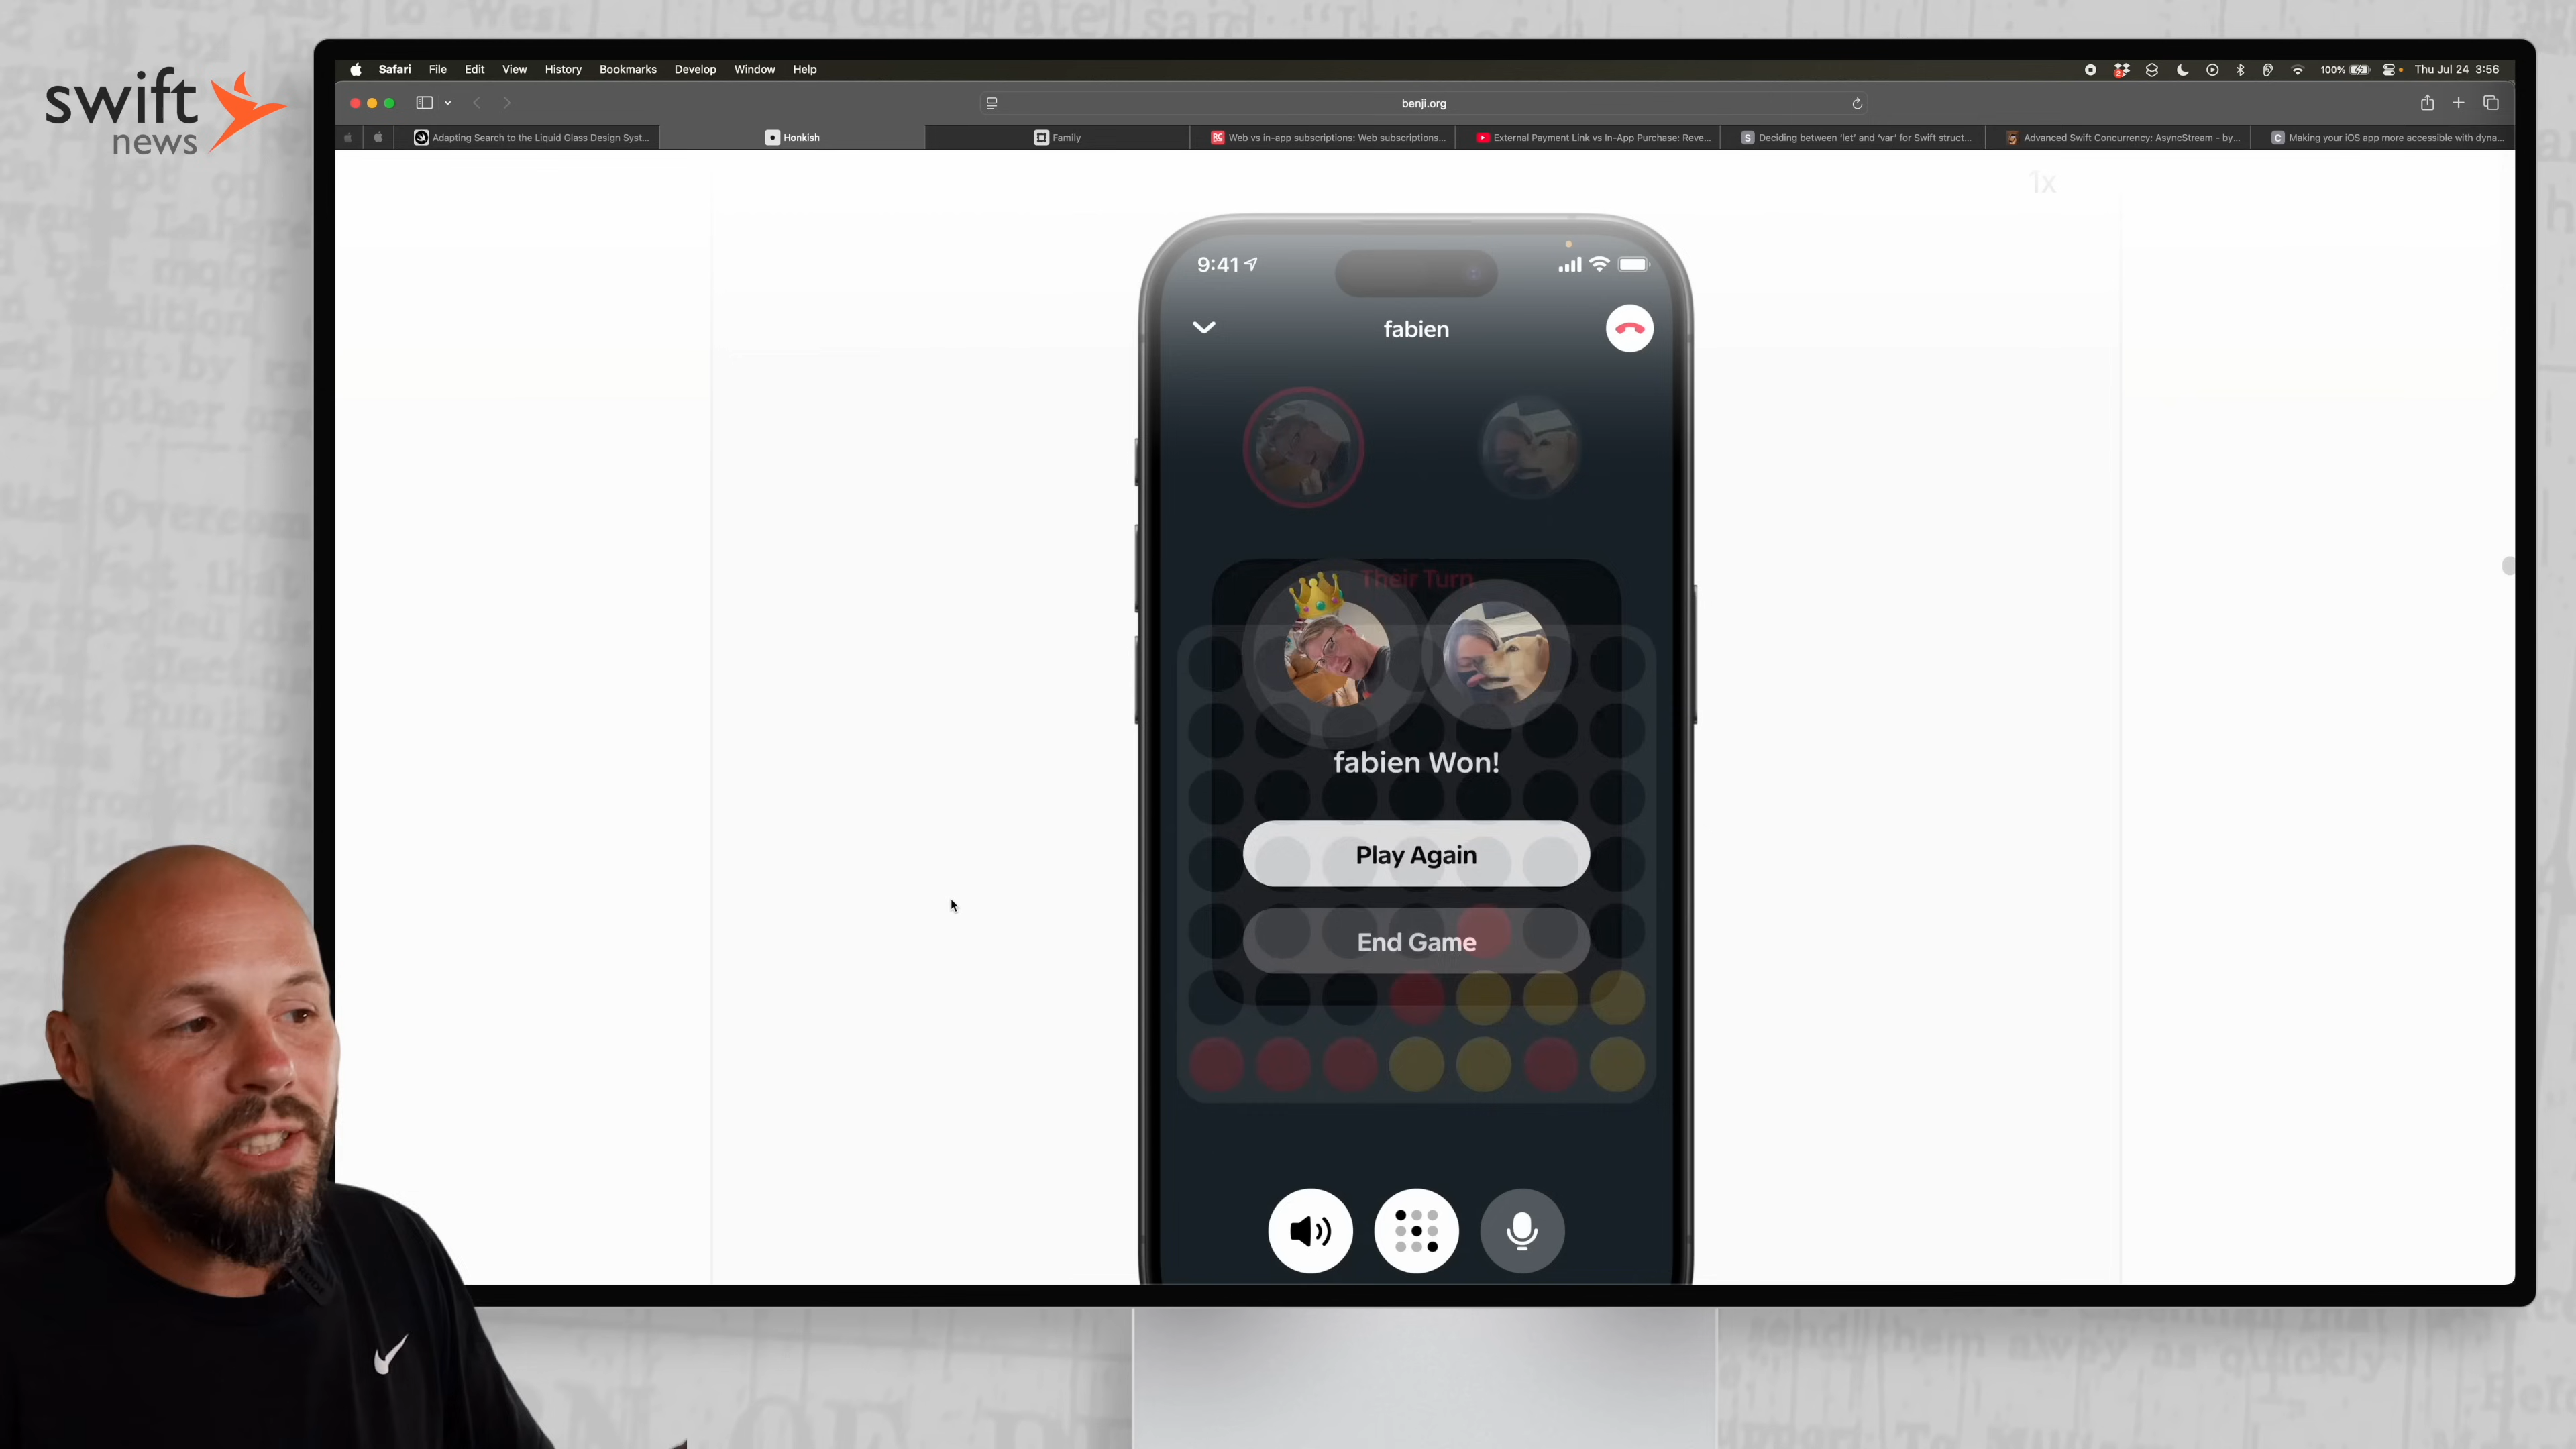 swift
news
Safari File Edit View History Bookmarks Develop Window Help
100% Thu Jul 24 3:56
benji.org
Adapting Search to the Liquid Glass Design Syst...
Honkish
Family
Web vs in-app subscriptions: Web subscriptions...
External Payment Link vs In-App Purchase: Reve...
Deciding between 'let' and 'var' for Swift struct...
Advanced Swift Concurrency: AsyncStream - by...
Making your iOS app more accessible with dyna...
1x
9:41
fabien
Their Turn
fabien Won!
Play Again
End Game